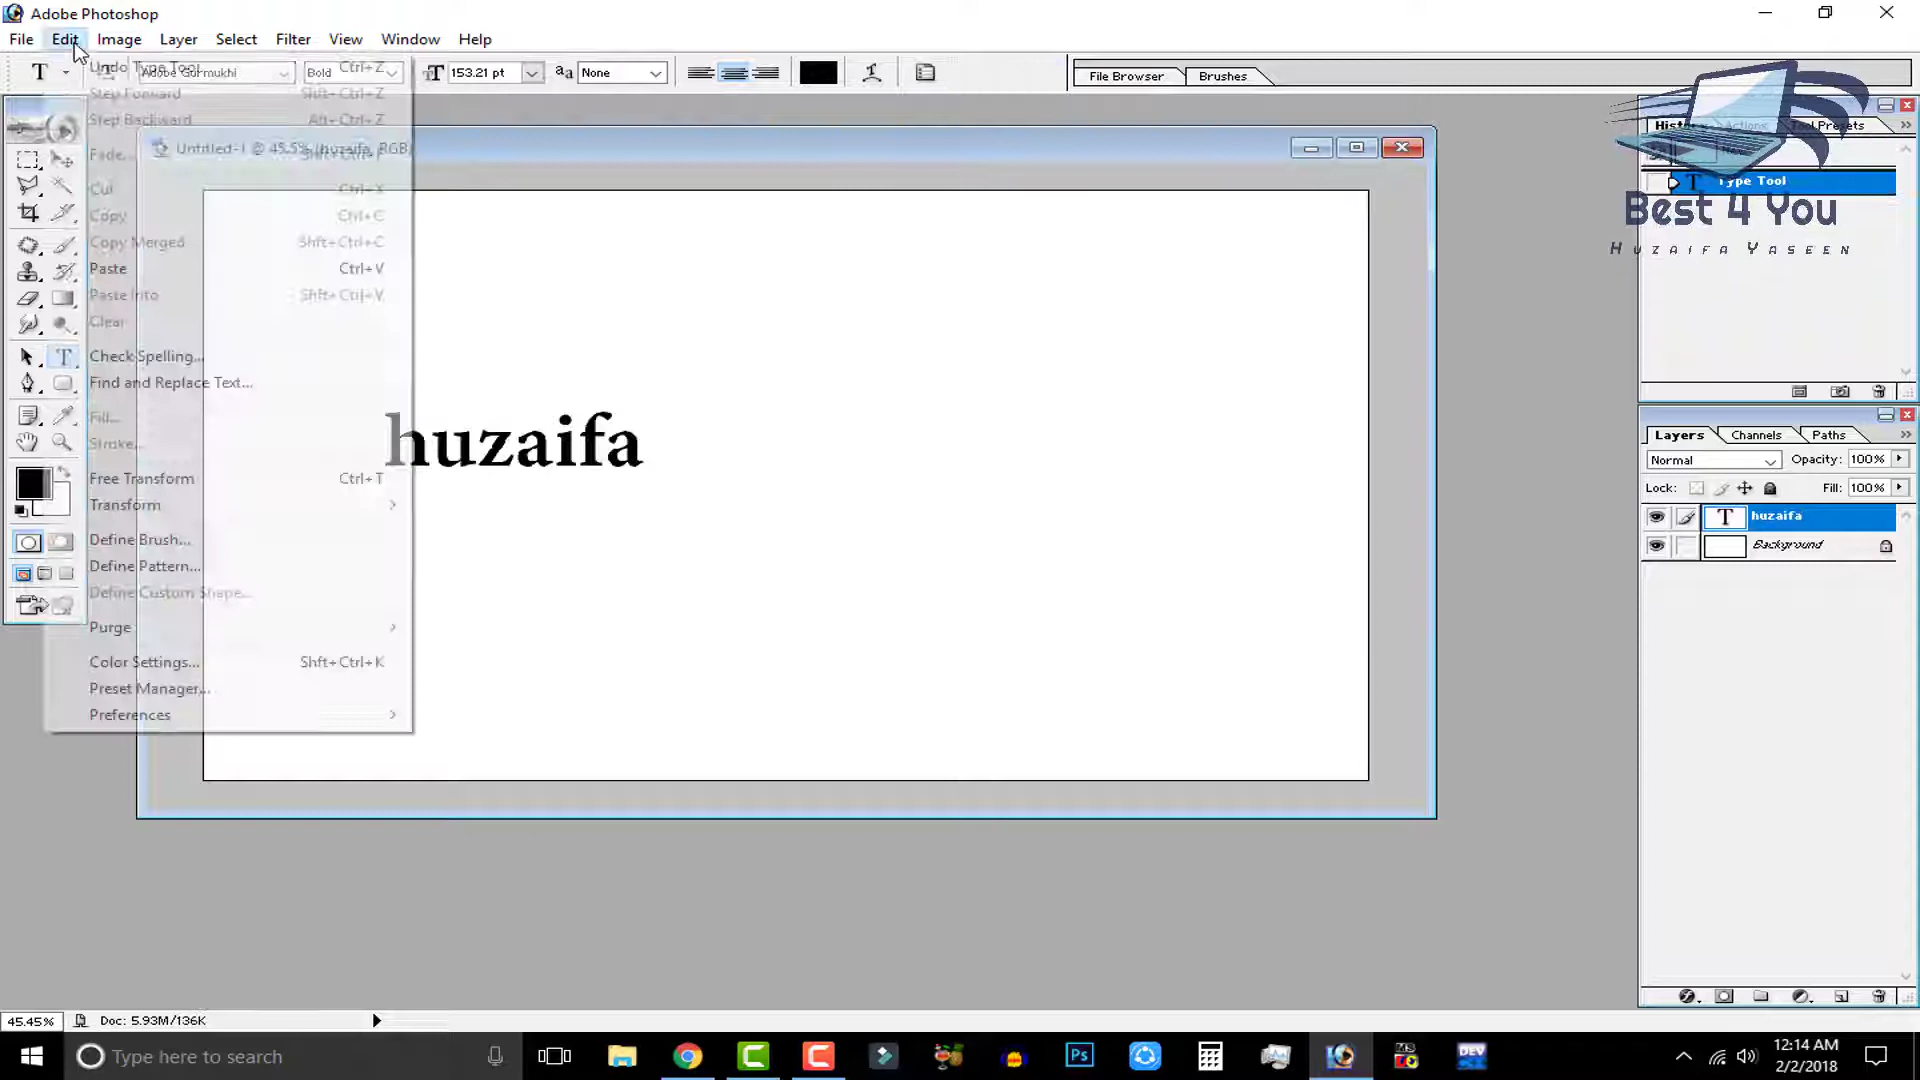 Adobe Photoshop
File Edit Image Layer Select Filter View Window Help
T T Adobe Gurmukhi Bold 153.21 pt aa None File Browser Brushes
Undo Type Tool Ctrl+Z
Step Forward Shft+Ctrl+Z
Step Backward Alt+Ctrl+Z
Fade... Shft+Ctrl+F
Cut Ctrl+X
Copy Ctrl+C
Copy Merged Shft+Ctrl+C
Paste Ctrl+V
Paste Into Shft+Ctrl+V
Clear
Check Spelling...
Find and Replace Text...
Fill...
Stroke...
Free Transform Ctrl+T
Transform
Define Brush...
Define Pattern...
Define Custom Shape...
Purge
Color Settings... Shft+Ctrl+K
Preset Manager...
Preferences
Untitled-1 @ 45.5% (huzaifa, RGB)
huzaifa
History Actions Tool Presets
Type Tool
Best 4 You
Huzaifa Yaseen
Layers Channels Paths
Normal Opacity: 100%
Lock: Fill: 100%
T huzaifa
Background
45.45% Doc: 5.93M/136K
Type here to search
Ps
DEV
12:14 AM
2/2/2018